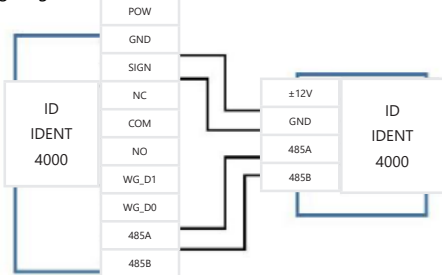 ID
IDENT
4000
POW
GND
SIGN
NC
COM
NO
WG_D1
WG_D0
485A
485B
±12V
GND
485A
485B
ID
IDENT
4000